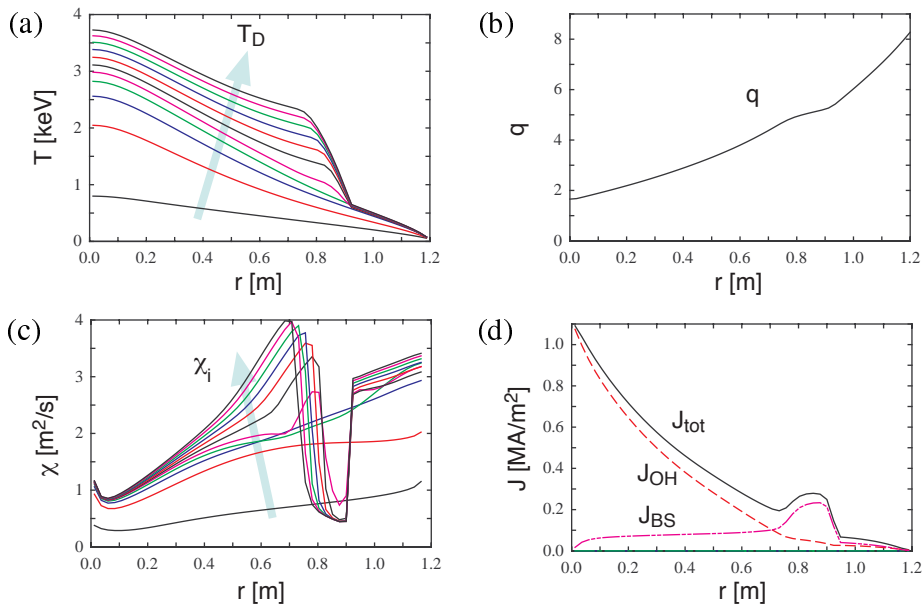 (a)
T_D
T [keV]
4
3
2
1
0
0.0 0.2 0.4 0.6 0.8 1.0 1.2
r [m]
(b)
q
q
8
6
4
2
0
0.0 0.2 0.4 0.6 0.8 1.0 1.2
r [m]
(c)
χ_i
χ [m²/s]
4
3
2
1
0
0.0 0.2 0.4 0.6 0.8 1.0 1.2
r [m]
(d)
J_tot
J_OH
J_BS
J [MA/m²]
1.0
0.8
0.6
0.4
0.2
0.0
0.0 0.2 0.4 0.6 0.8 1.0 1.2
r [m]